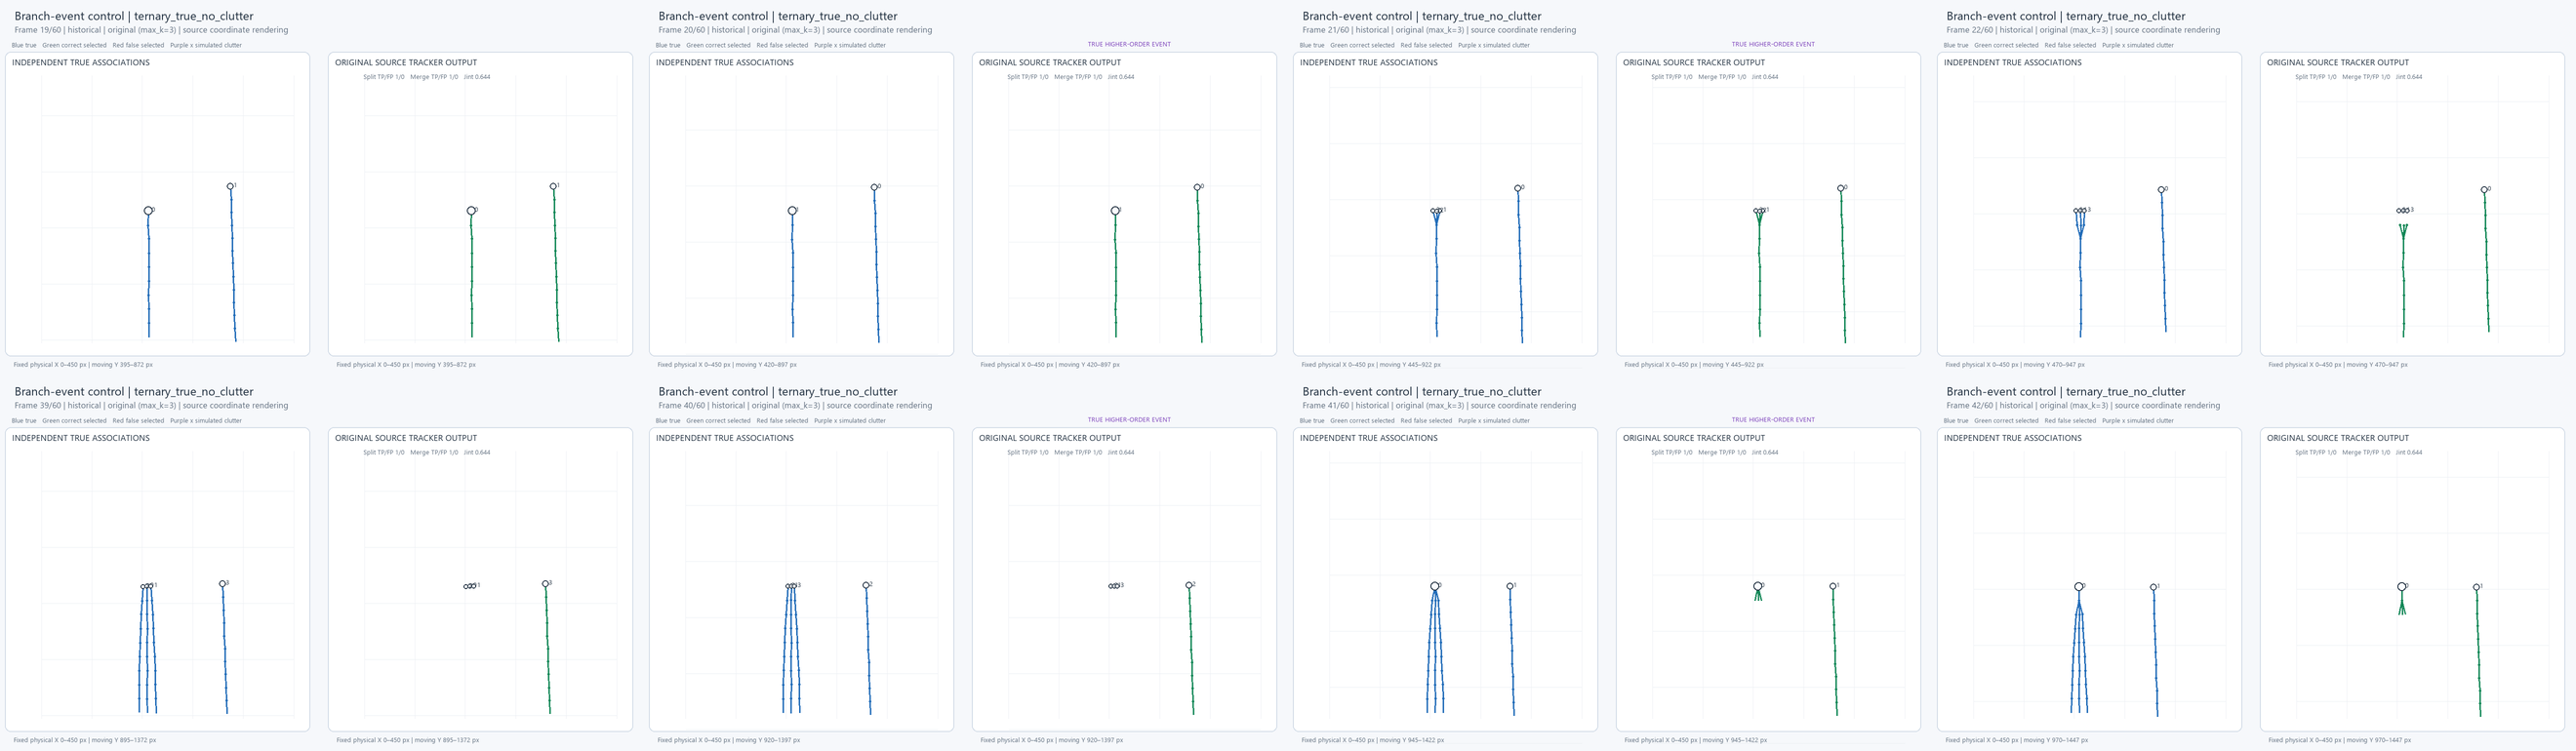 Branch-event control | ternary_true_no_clutter
Frame 19/60 | historical | original (max_k=3) | source coordinate rendering
Blue true Green correct selected Red false selected Purple x simulated clutter
INDEPENDENT TRUE ASSOCIATIONS
0
1
Fixed physical X 0–450 px | moving Y 395–872 px
ORIGINAL SOURCE TRACKER OUTPUT
Split TP/FP 1/0 Merge TP/FP 1/0 Jint 0.644
0
1
Fixed physical X 0–450 px | moving Y 395–872 px
Branch-event control | ternary_true_no_clutter
Frame 20/60 | historical | original (max_k=3) | source coordinate rendering
Blue true Green correct selected Red false selected Purple x simulated clutter
TRUE HIGHER-ORDER EVENT
INDEPENDENT TRUE ASSOCIATIONS
0
Fixed physical X 0–450 px | moving Y 420–897 px
ORIGINAL SOURCE TRACKER OUTPUT
Split TP/FP 1/0 Merge TP/FP 1/0 Jint 0.644
0
Fixed physical X 0–450 px | moving Y 420–897 px
Branch-event control | ternary_true_no_clutter
Frame 21/60 | historical | original (max_k=3) | source coordinate rendering
Blue true Green correct selected Red false selected Purple x simulated clutter
TRUE HIGHER-ORDER EVENT
INDEPENDENT TRUE ASSOCIATIONS
0
Fixed physical X 0–450 px | moving Y 445–922 px
ORIGINAL SOURCE TRACKER OUTPUT
Split TP/FP 1/0 Merge TP/FP 1/0 Jint 0.644
0
Fixed physical X 0–450 px | moving Y 445–922 px
Branch-event control | ternary_true_no_clutter
Frame 22/60 | historical | original (max_k=3) | source coordinate rendering
Blue true Green correct selected Red false selected Purple x simulated clutter
INDEPENDENT TRUE ASSOCIATIONS
0
Fixed physical X 0–450 px | moving Y 470–947 px
ORIGINAL SOURCE TRACKER OUTPUT
Split TP/FP 1/0 Merge TP/FP 1/0 Jint 0.644
0
Fixed physical X 0–450 px | moving Y 470–947 px
Branch-event control | ternary_true_no_clutter
Frame 39/60 | historical | original (max_k=3) | source coordinate rendering
Blue true Green correct selected Red false selected Purple x simulated clutter
INDEPENDENT TRUE ASSOCIATIONS
3
Fixed physical X 0–450 px | moving Y 895–1372 px
ORIGINAL SOURCE TRACKER OUTPUT
Split TP/FP 1/0 Merge TP/FP 1/0 Jint 0.644
3
Fixed physical X 0–450 px | moving Y 895–1372 px
Branch-event control | ternary_true_no_clutter
Frame 40/60 | historical | original (max_k=3) | source coordinate rendering
Blue true Green correct selected Red false selected Purple x simulated clutter
TRUE HIGHER-ORDER EVENT
INDEPENDENT TRUE ASSOCIATIONS
2
Fixed physical X 0–450 px | moving Y 920–1397 px
ORIGINAL SOURCE TRACKER OUTPUT
Split TP/FP 1/0 Merge TP/FP 1/0 Jint 0.644
2
Fixed physical X 0–450 px | moving Y 920–1397 px
Branch-event control | ternary_true_no_clutter
Frame 41/60 | historical | original (max_k=3) | source coordinate rendering
Blue true Green correct selected Red false selected Purple x simulated clutter
TRUE HIGHER-ORDER EVENT
INDEPENDENT TRUE ASSOCIATIONS
0
1
Fixed physical X 0–450 px | moving Y 945–1422 px
ORIGINAL SOURCE TRACKER OUTPUT
Split TP/FP 1/0 Merge TP/FP 1/0 Jint 0.644
0
1
Fixed physical X 0–450 px | moving Y 945–1422 px
Branch-event control | ternary_true_no_clutter
Frame 42/60 | historical | original (max_k=3) | source coordinate rendering
Blue true Green correct selected Red false selected Purple x simulated clutter
INDEPENDENT TRUE ASSOCIATIONS
0
1
Fixed physical X 0–450 px | moving Y 970–1447 px
ORIGINAL SOURCE TRACKER OUTPUT
Split TP/FP 1/0 Merge TP/FP 1/0 Jint 0.644
0
1
Fixed physical X 0–450 px | moving Y 970–1447 px